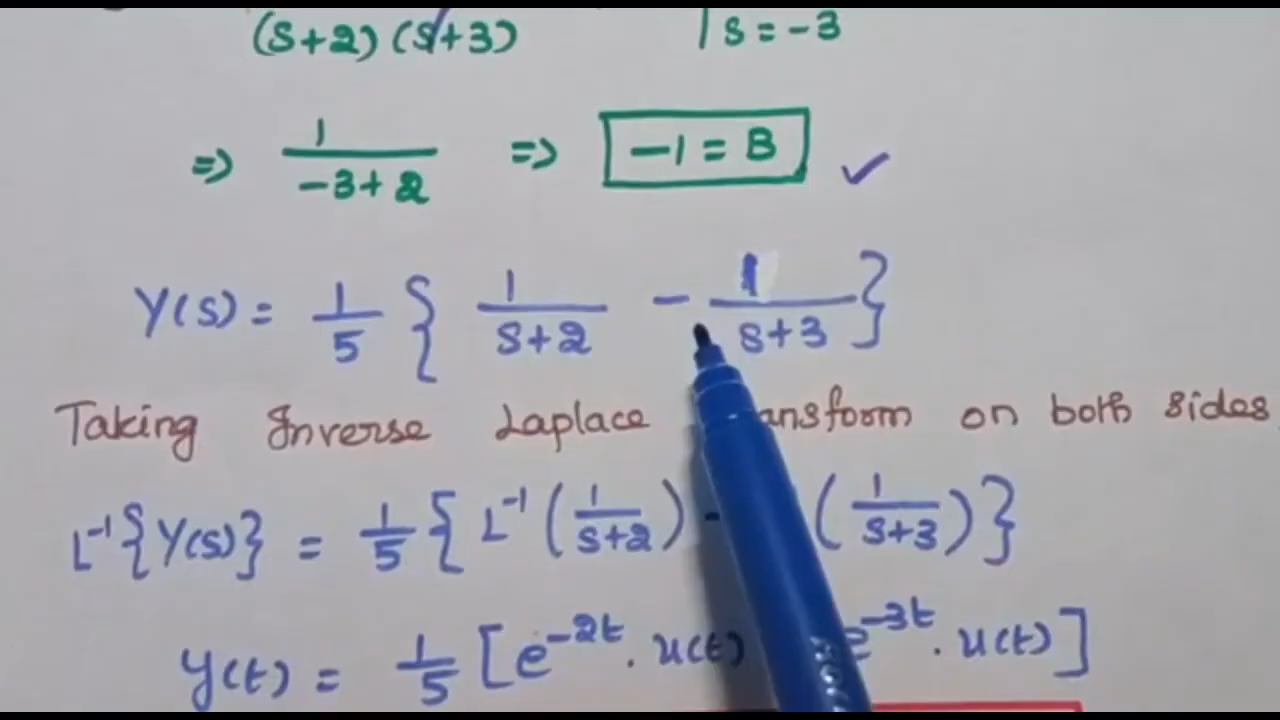 (S+2) (S+3) | s = -3
=> 1/(-3+2) => -1 = B ✓
Y(S) = 1/5 { 1/(S+2) - 1/(S+3) }
Taking Inverse Laplace ansform on both sides
L⁻¹{Y(S)} = 1/5 { L⁻¹ (1/(S+2)) - (1/(S+3)) }
y(t) = 1/5 [e^(-2t) . u(t) e^(-3t) . u(t)]